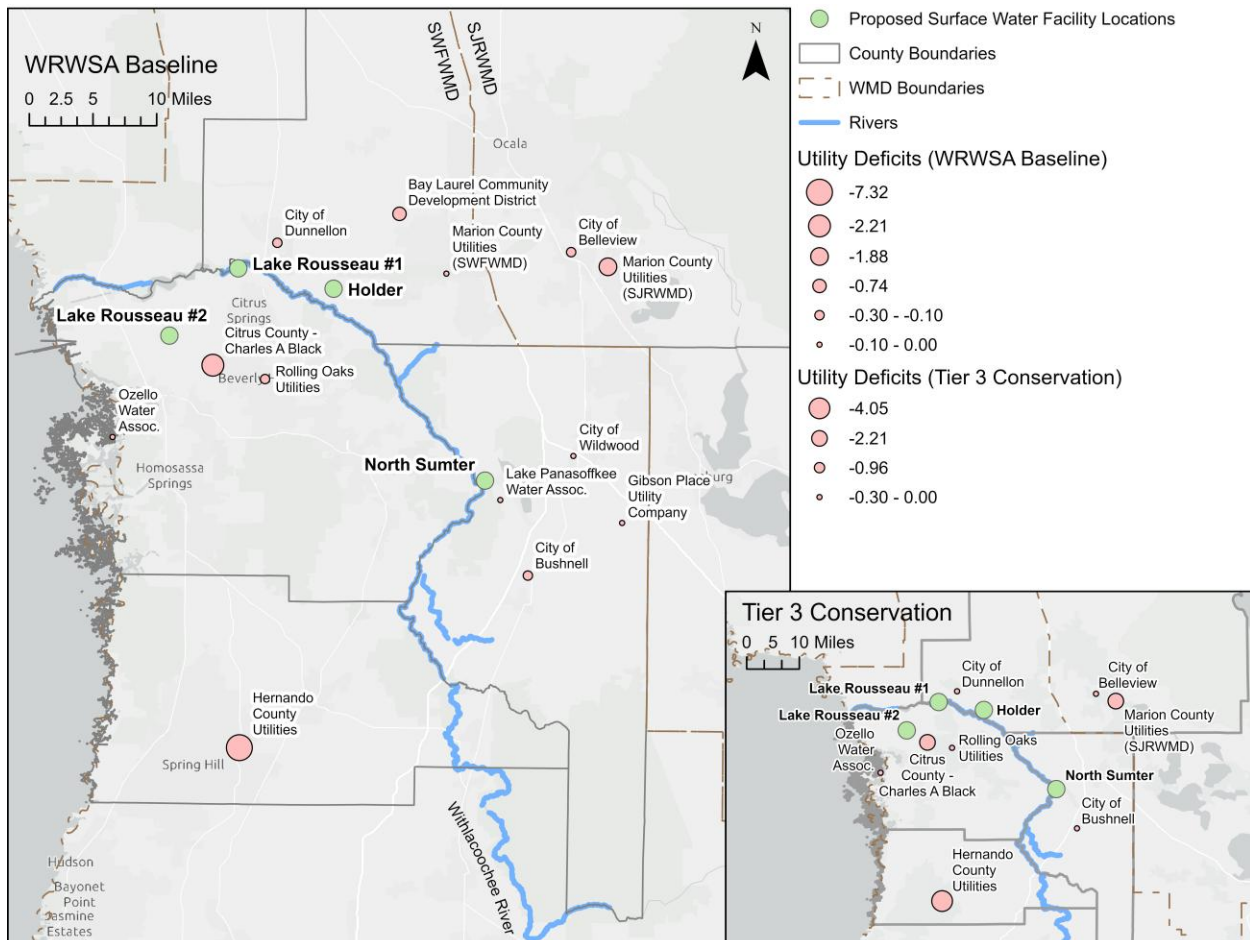 WRWSA Baseline
0 2.5 5 10 Miles
SWFWMD
SJRWMD
N
Ocala
Bay Laurel Community
Development District
City of
Dunnellon
Marion County
Utilities
(SWFWMD)
City of
Belleview
Marion County
Utilities
(SJRWMD)
Lake Rousseau #1
Holder
Citrus
Springs
Lake Rousseau #2
Citrus County -
Charles A Black
Rolling Oaks
Utilities
Ozello
Water
Assoc.
Homosassa
Springs
North Sumter
City of
Wildwood
Lake Panasoffkee
Water Assoc.
Gibson Place
Utility
Company
City of
Bushnell
Hernando
County
Utilities
Spring Hill
Withlacoochee River
Hudson
Bayonet
Point
Jasmine
Estates
Proposed Surface Water Facility Locations
County Boundaries
WMD Boundaries
Rivers
Utility Deficits (WRWSA Baseline)
-7.32
-2.21
-1.88
-0.74
-0.30 - -0.10
-0.10 - 0.00
Utility Deficits (Tier 3 Conservation)
-4.05
-2.21
-0.96
-0.30 - 0.00
Tier 3 Conservation
0 5 10 Miles
City of
Dunnellon
City of
Belleview
Lake Rousseau #1
Holder
Lake Rousseau #2
Marion County
Utilities
(SJRWMD)
Ozello
Water
Assoc.
Rolling Oaks
Utilities
Citrus
County -
Charles A Black
North Sumter
City of
Bushnell
Hernando
County
Utilities